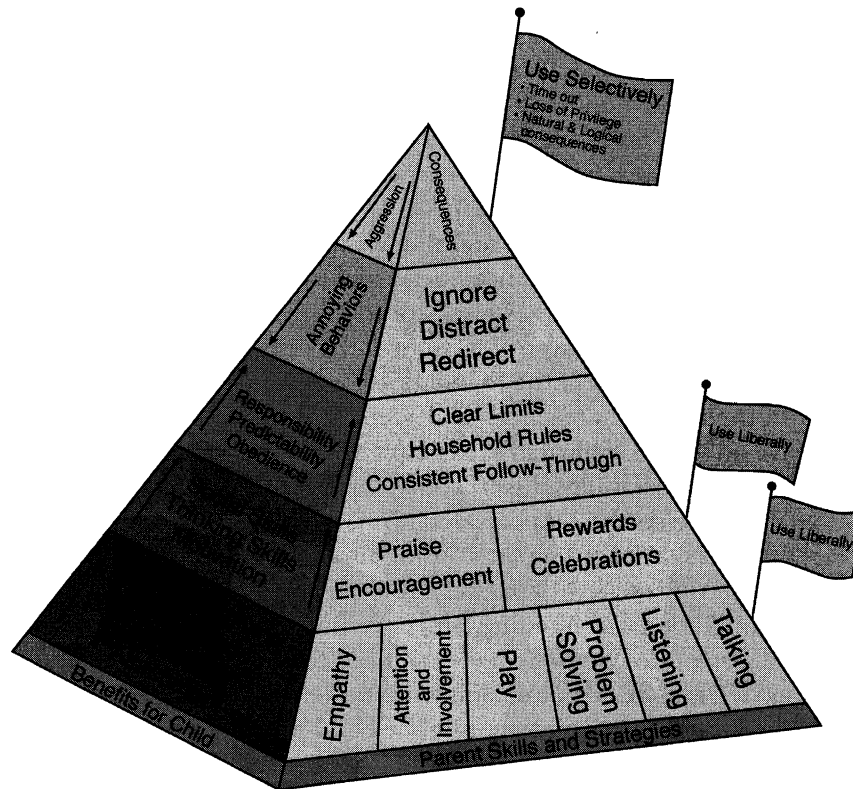 Use Selectively
• Time out
• Loss of Privilege
• Natural & Logical
consequences
Aggression
Consequences
Annoying
Behaviors
Ignore
Distract
Redirect
Responsibility
Predictability
Obedience
Clear Limits
Household Rules
Consistent Follow-Through
Use Liberally
Thinking Skills
Motivation
Praise
Encouragement
Rewards
Celebrations
Use Liberally
Empathy
Attention
and
Involvement
Play
Problem
Solving
Listening
Talking
Benefits for Child
Parent Skills and Strategies